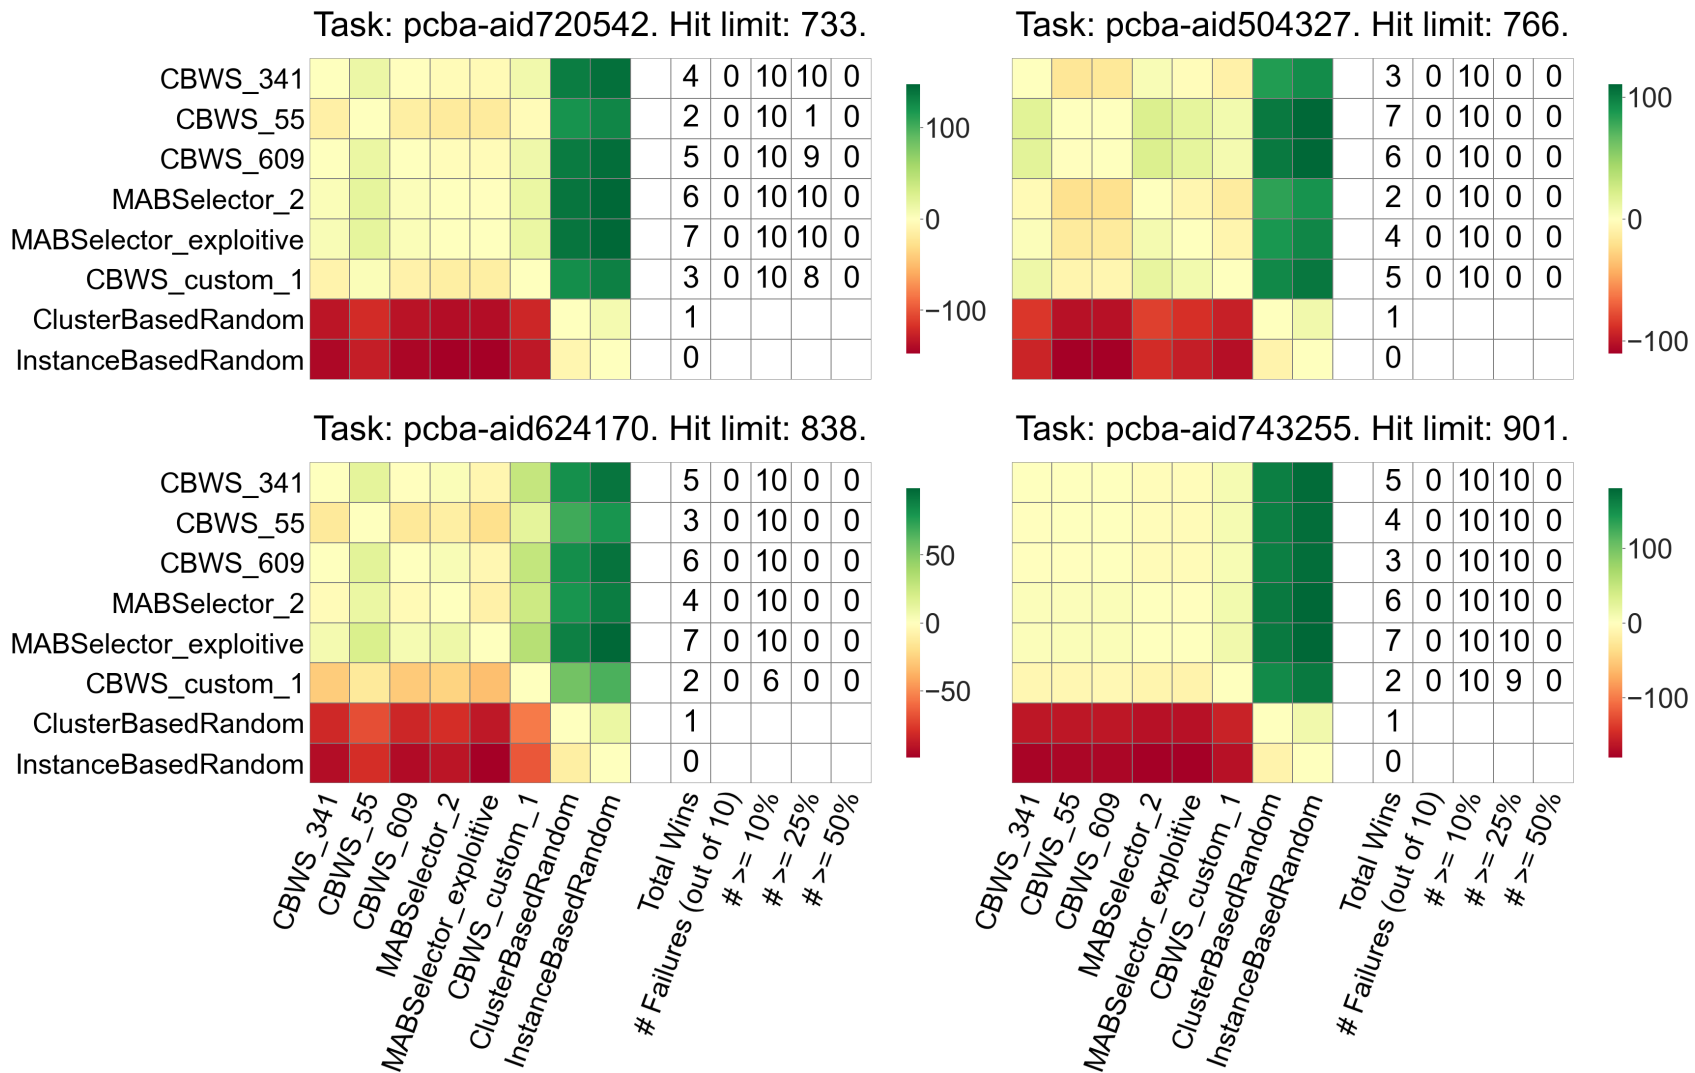 Task: pcba-aid720542. Hit limit: 733.
CBWS_341 4 0 10 10 0
CBWS_55 2 0 10 1 0
CBWS_609 5 0 10 9 0
MABSelector_2 6 0 10 10 0
MABSelector_exploitive 7 0 10 10 0
CBWS_custom_1 3 0 10 8 0
ClusterBasedRandom 1
InstanceBasedRandom 0
100
0
−100
Task: pcba-aid504327. Hit limit: 766.
3 0 10 0 0
7 0 10 0 0
6 0 10 0 0
2 0 10 0 0
4 0 10 0 0
5 0 10 0 0
1
0
100
0
−100
Task: pcba-aid624170. Hit limit: 838.
CBWS_341 5 0 10 0 0
CBWS_55 3 0 10 0 0
CBWS_609 6 0 10 0 0
MABSelector_2 4 0 10 0 0
MABSelector_exploitive 7 0 10 0 0
CBWS_custom_1 2 0 6 0 0
ClusterBasedRandom 1
InstanceBasedRandom 0
50
0
−50
CBWS_341
CBWS_55
CBWS_609
MABSelector_2
MABSelector_exploitive
CBWS_custom_1
ClusterBasedRandom
InstanceBasedRandom
Total Wins
# Failures (out of 10)
# >= 10%
# >= 25%
# >= 50%
Task: pcba-aid743255. Hit limit: 901.
5 0 10 10 0
4 0 10 10 0
3 0 10 10 0
6 0 10 10 0
7 0 10 10 0
2 0 10 9 0
1
0
100
0
−100
CBWS_341
CBWS_55
CBWS_609
MABSelector_2
MABSelector_exploitive
CBWS_custom_1
ClusterBasedRandom
InstanceBasedRandom
Total Wins
# Failures (out of 10)
# >= 10%
# >= 25%
# >= 50%